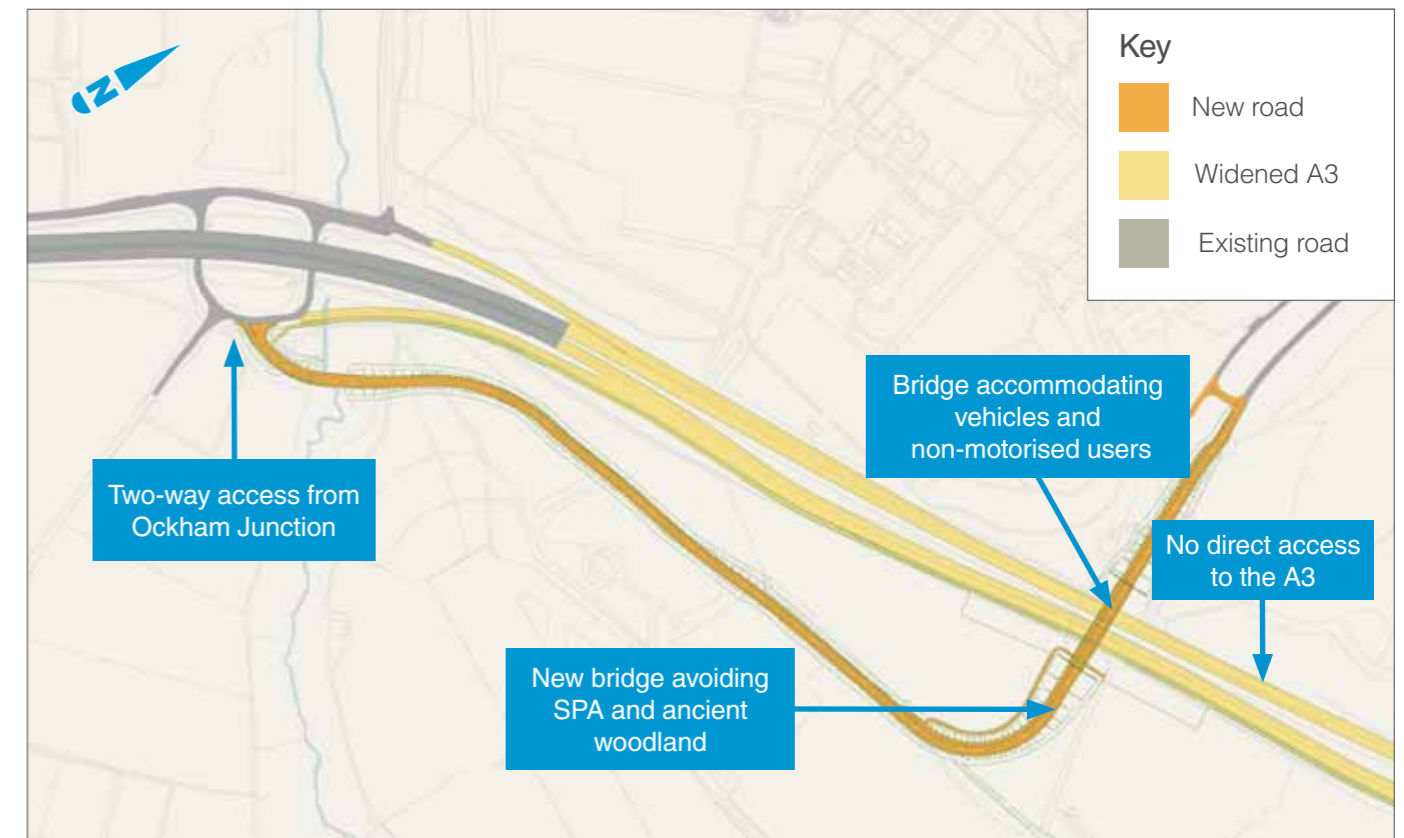 N
Key
New road
Widened A3
Existing road
Bridge accommodating
vehicles and
non-motorised users
Two-way access from
Ockham Junction
No direct access
to the A3
New bridge avoiding
SPA and ancient
woodland